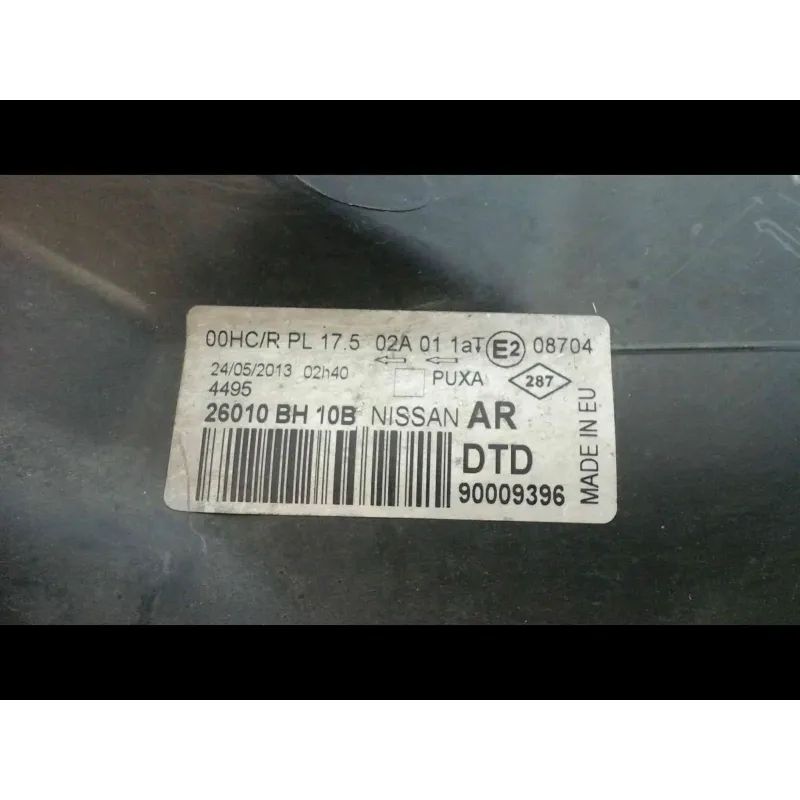 00HC/R PL 17.5 02A 01 1aT E2 08704
24/05/2013 02h40 PUXA 287
4495
26010 BH 10B NISSAN AR
DTD
90009396
MADE IN EU